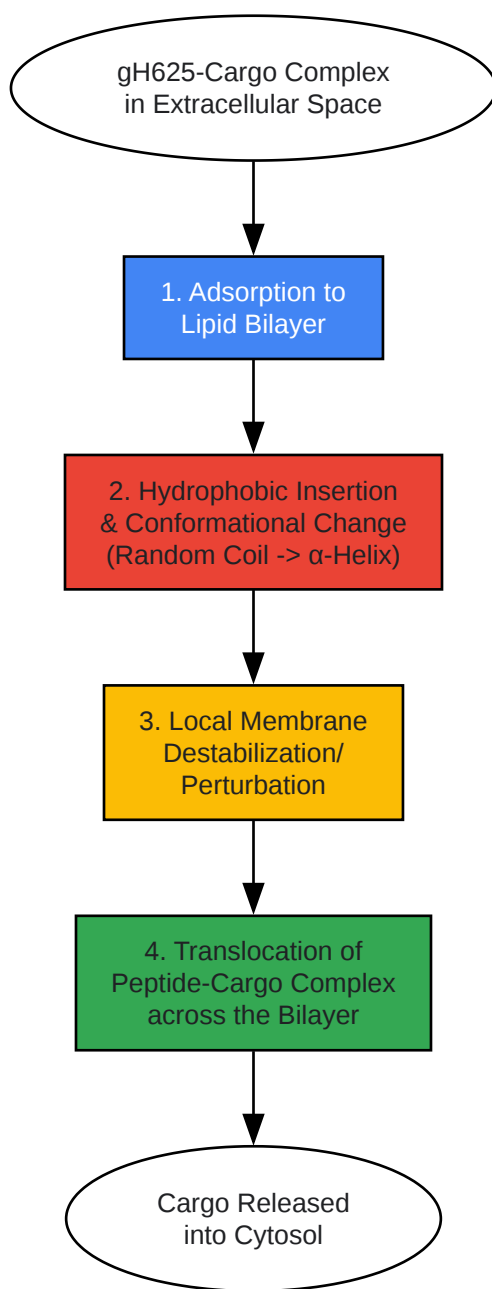 gH625-Cargo Complex
in Extracellular Space
1. Adsorption to
Lipid Bilayer
2. Hydrophobic Insertion
& Conformational Change
(Random Coil -> α-Helix)
3. Local Membrane
Destabilization/
Perturbation
4. Translocation of
Peptide-Cargo Complex
across the Bilayer
Cargo Released
into Cytosol